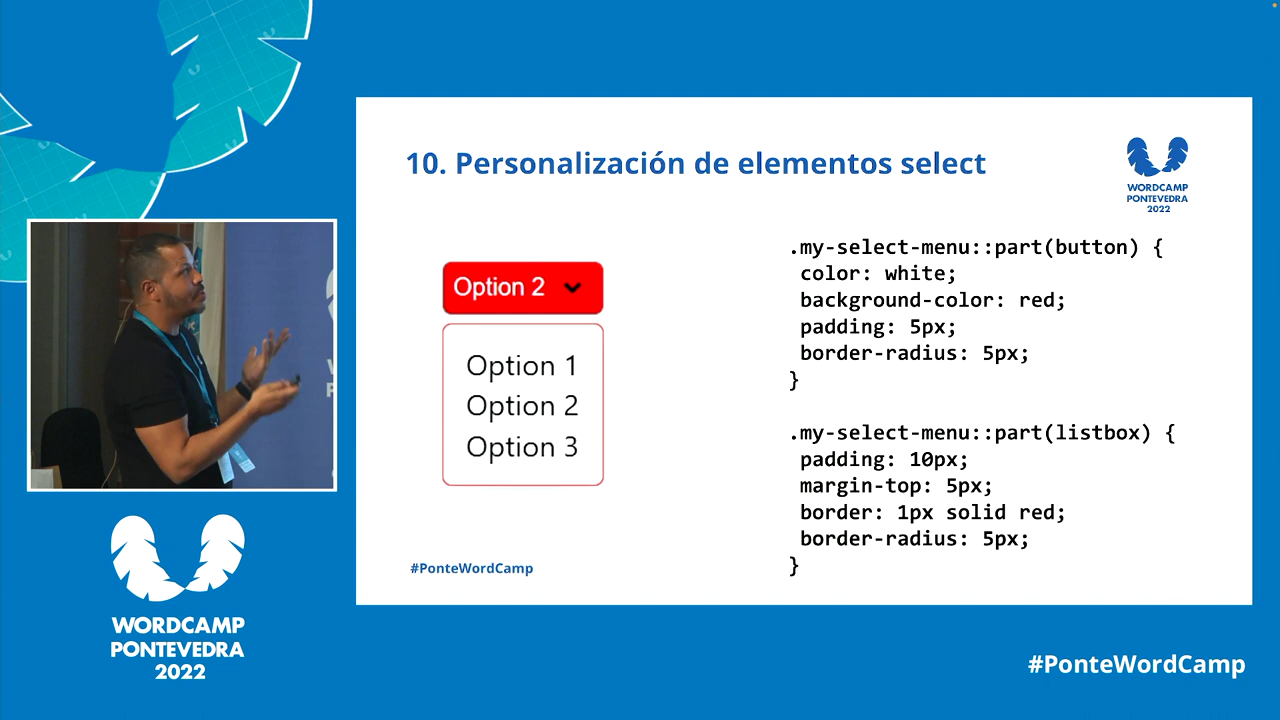 10. Personalización de elementos select
WORDCAMP
PONTEVEDRA
2022
Option 2
Option 1
Option 2
Option 3
.my-select-menu::part(button) {
color: white;
background-color: red;
padding: 5px;
border-radius: 5px;
}
.my-select-menu::part(listbox) {
padding: 10px;
margin-top: 5px;
border: 1px solid red;
border-radius: 5px;
}
#PonteWordCamp
WORDCAMP
PONTEVEDRA
2022
#PonteWordCamp